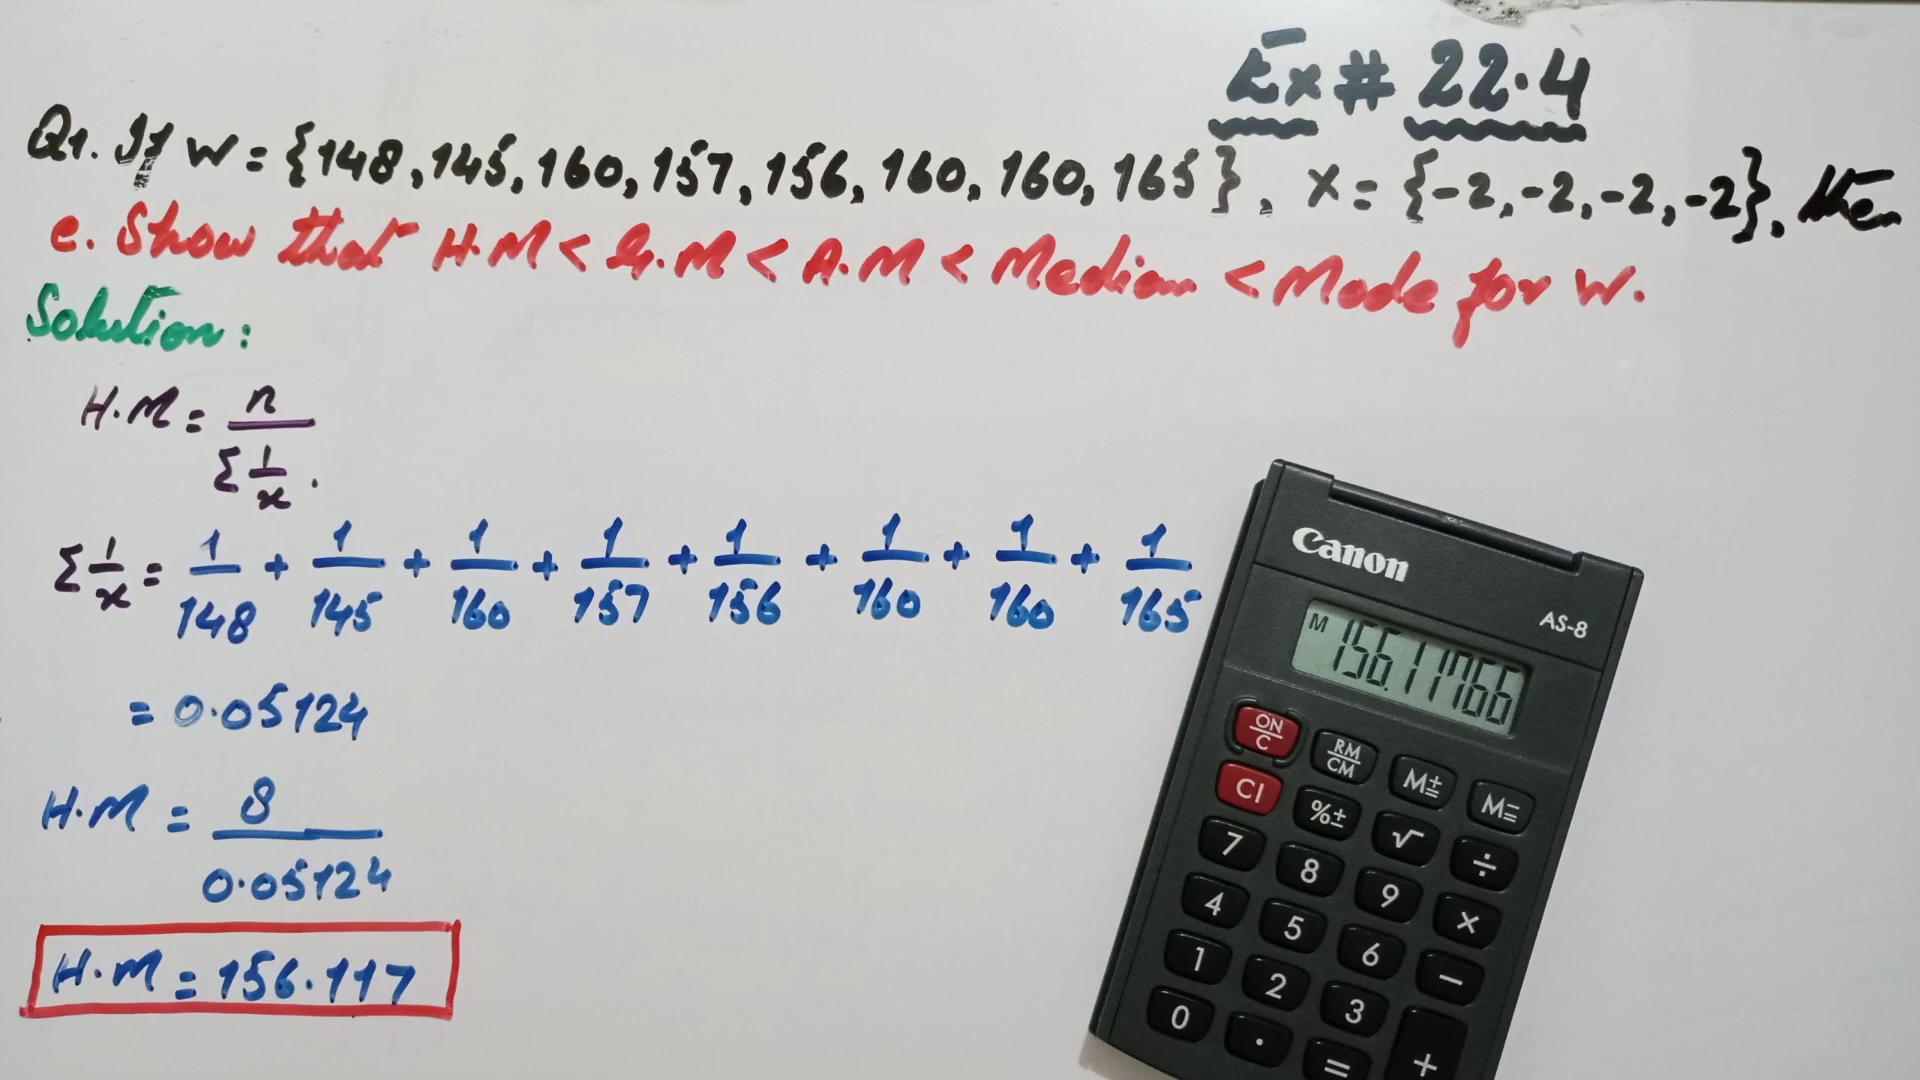 Ex # 22.4
Q1. If W = {148, 145, 160, 157, 156, 160, 160, 165}, X = {-2, -2, -2, -2}, then
e. Show that H.M < G.M < A.M < Median < Mode for W.
Solution:
H.M = n / Σ 1/x .
Σ 1/x = 1/148 + 1/145 + 1/160 + 1/157 + 1/156 + 1/160 + 1/160 + 1/165
= 0.05124
H.M = 8 / 0.05124
H.M = 156.117
Canon
AS-8
M 156.11766
ON/C RM/CM M± M=
CI %± √ ÷
7 8 9 ×
4 5 6 −
1 2 3 +
0 . =